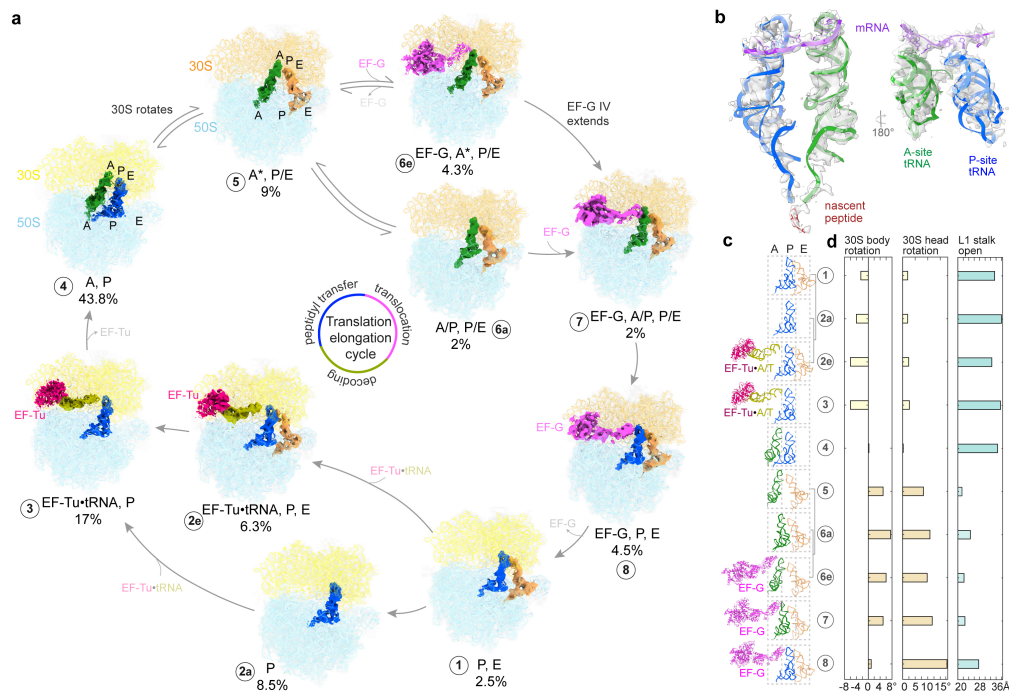 a
30S
50S
A
P
E
A
P
E
5 A*, P/E
9%
30S rotates
EF-G
EF-G
6e
EF-G, A*, P/E
4.3%
EF-G IV
extends
30S
50S
A
P
E
A
P
E
4
A, P
43.8%
A/P, P/E 6a
2%
EF-G
7 EF-G, A/P, P/E
2%
peptidyl transfer
translocation
decoding
Translation
elongation
cycle
EF-Tu
EF-Tu
3 EF-Tu•tRNA, P
17%
EF-Tu
EF-Tu•tRNA, P, E
2e 6.3%
EF-Tu•tRNA
EF-Tu•tRNA
EF-G
EF-G
EF-G, P, E
4.5%
8
P
2a 8.5%
1 P, E
2.5%
b
mRNA
180°
A-site
tRNA
P-site
tRNA
nascent
peptide
c
A P E
d
30S body
rotation
30S head
rotation
L1 stalk
open
1
2a
EF-Tu•A/T
2e
EF-Tu•A/T
3
4
5
6a
EF-G
6e
EF-G
7
EF-G
8
-8 -4 0 4 8°
0 5 10 15°
20 28 36Å